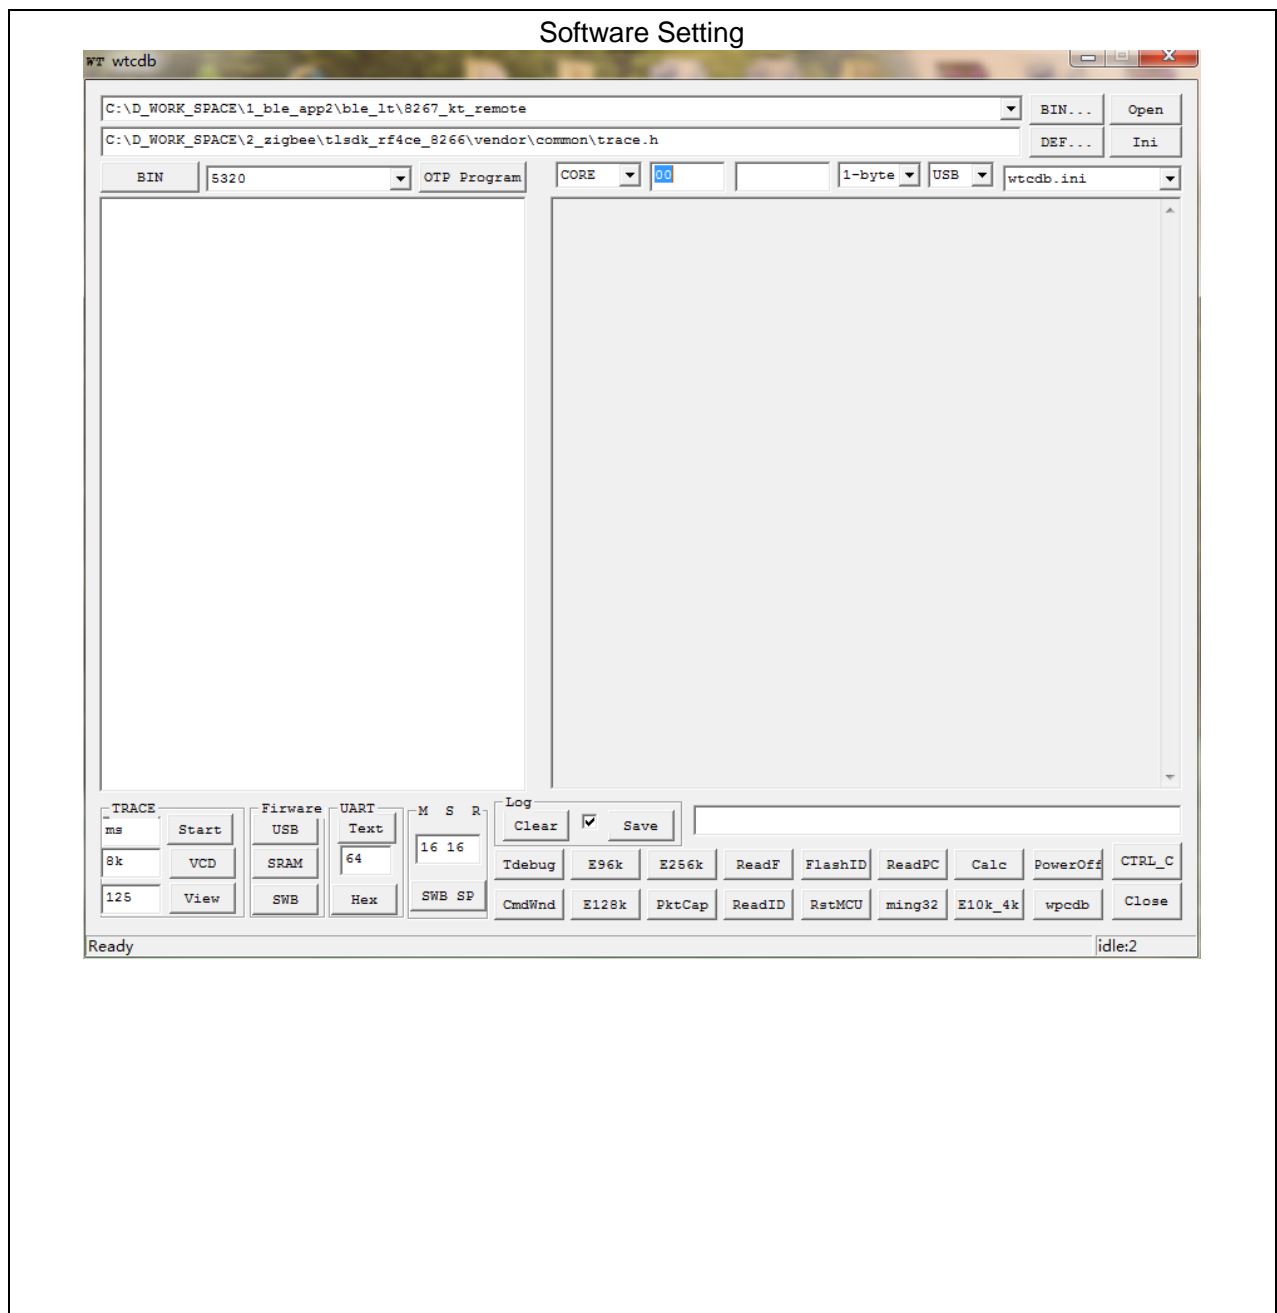 Software Setting
WT wtcdb
C:\D_WORK_SPACE\1_ble_app2\ble_lt\8267_kt_remote BIN... Open
C:\D_WORK_SPACE\2_zigbee\tlsdk_rf4ce_8266\vendor\common\trace.h DEF... Ini
BIN 5320 OTP Program CORE 00 1-byte USB wtcdb.ini
TRACE Firware UART M S R Log
ms Start USB Text Clear Save
16 16
8k VCD SRAM 64 Tdebug E96k E256k ReadF FlashID ReadPC Calc PowerOff CTRL_C
125 View SWB Hex SWB SP CmdWnd E128k PktCap ReadID RstMCU ming32 E10k_4k wpcdb Close
Ready idle:2